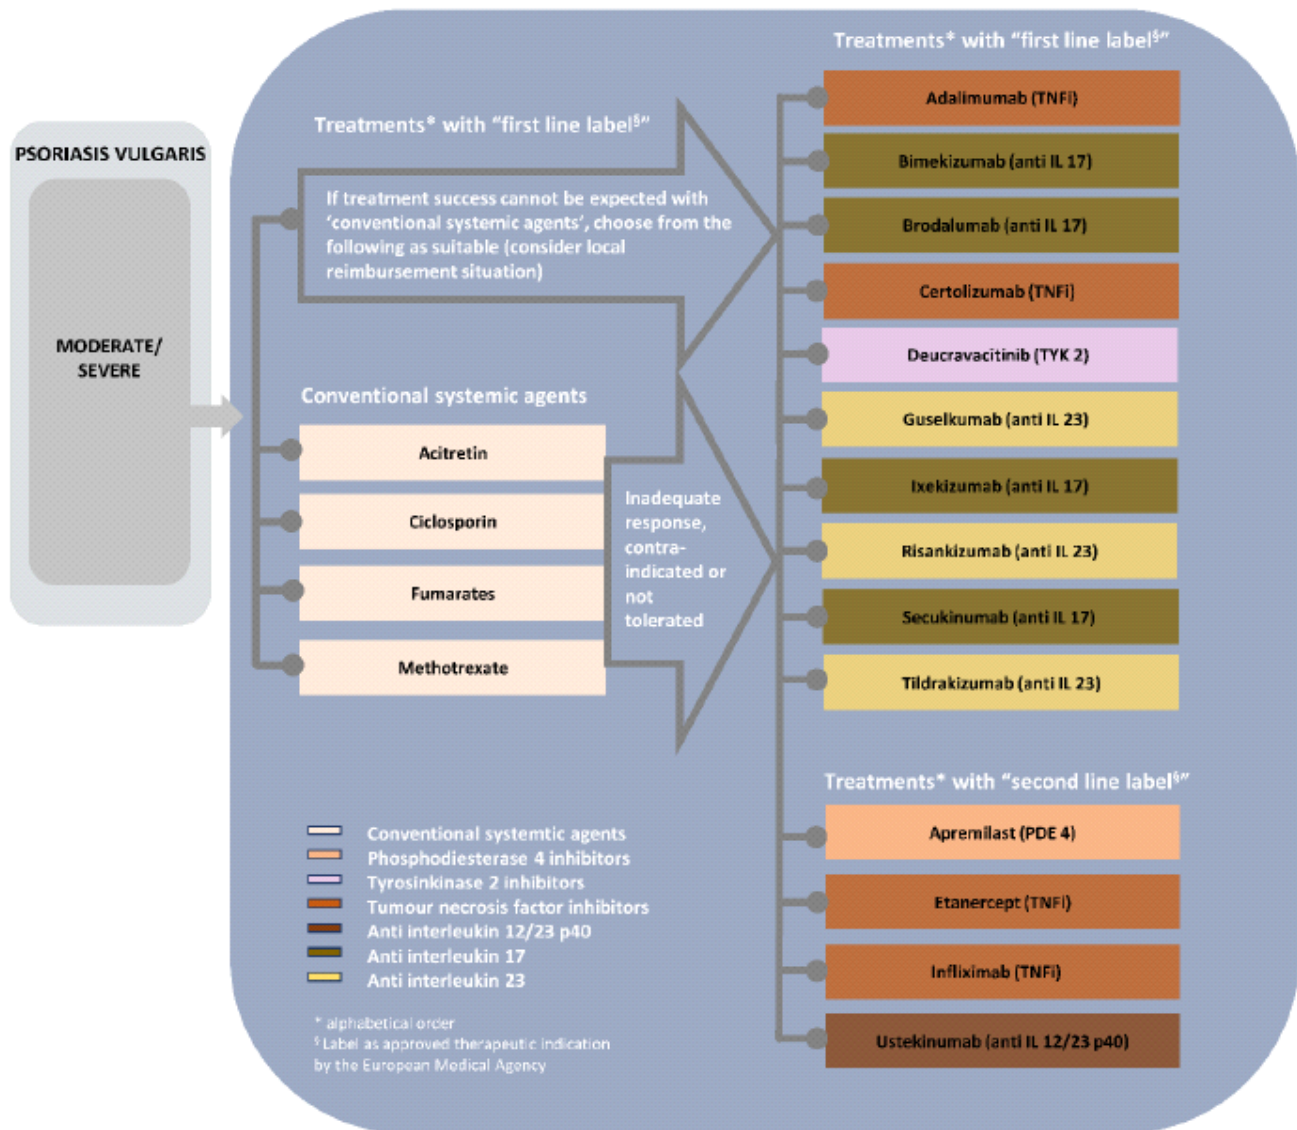 PSORIASIS VULGARIS
MODERATE/
SEVERE
Treatments* with "first line label§"
If treatment success cannot be expected with
'conventional systemic agents', choose from the
following as suitable (consider local
reimbursement situation)
Conventional systemic agents
Acitretin
Ciclosporin
Fumarates
Methotrexate
Inadequate
response,
contra-
indicated or
not
tolerated
Treatments* with "first line label§"
Adalimumab (TNFi)
Bimekizumab (anti IL 17)
Brodalumab (anti IL 17)
Certolizumab (TNFi)
Deucravacitinib (TYK 2)
Guselkumab (anti IL 23)
Ixekizumab (anti IL 17)
Risankizumab (anti IL 23)
Secukinumab (anti IL 17)
Tildrakizumab (anti IL 23)
Treatments* with "second line label§"
Apremilast (PDE 4)
Etanercept (TNFi)
Infliximab (TNFi)
Ustekinumab (anti IL 12/23 p40)
Conventional systemtic agents
Phosphodiesterase 4 inhibitors
Tyrosinkinase 2 inhibitors
Tumour necrosis factor inhibitors
Anti interleukin 12/23 p40
Anti interleukin 17
Anti interleukin 23
* alphabetical order
§ Label as approved therapeutic indication
by the European Medical Agency